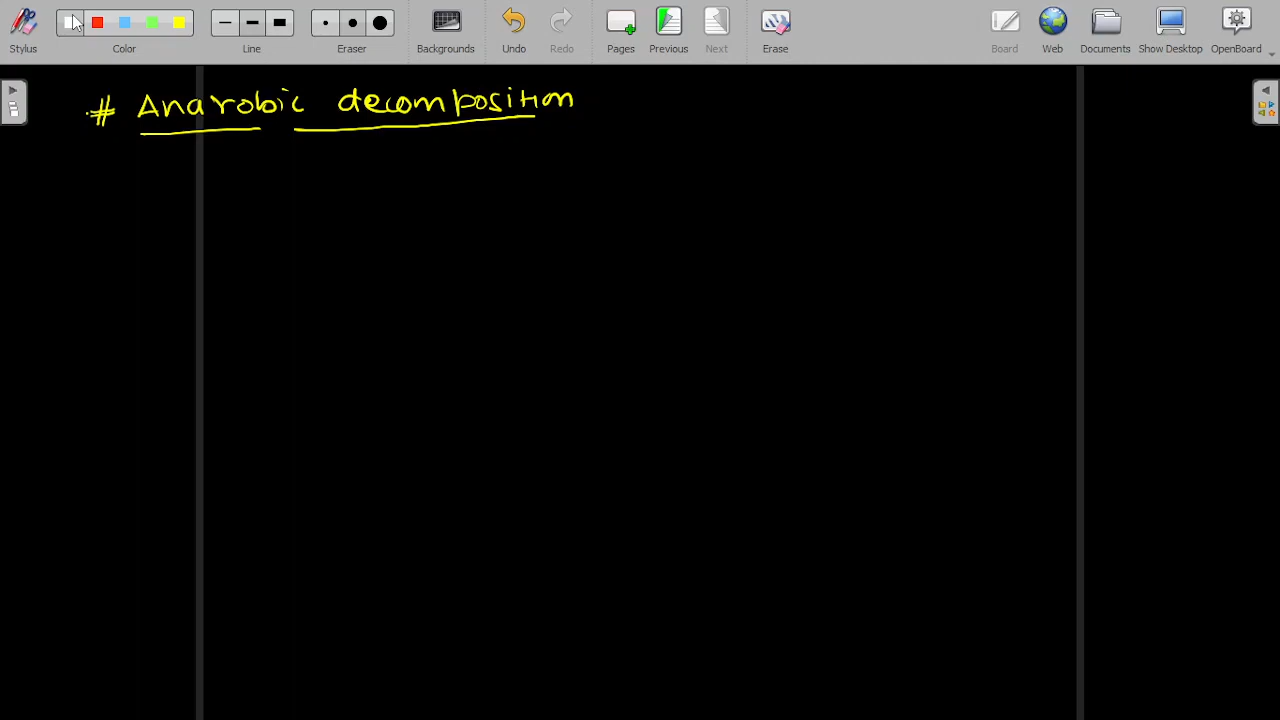 Stylus Color Line Eraser Backgrounds Undo Redo Pages Previous Next Erase Board Web Documents Show Desktop OpenBoard
# Anarobic decomposition